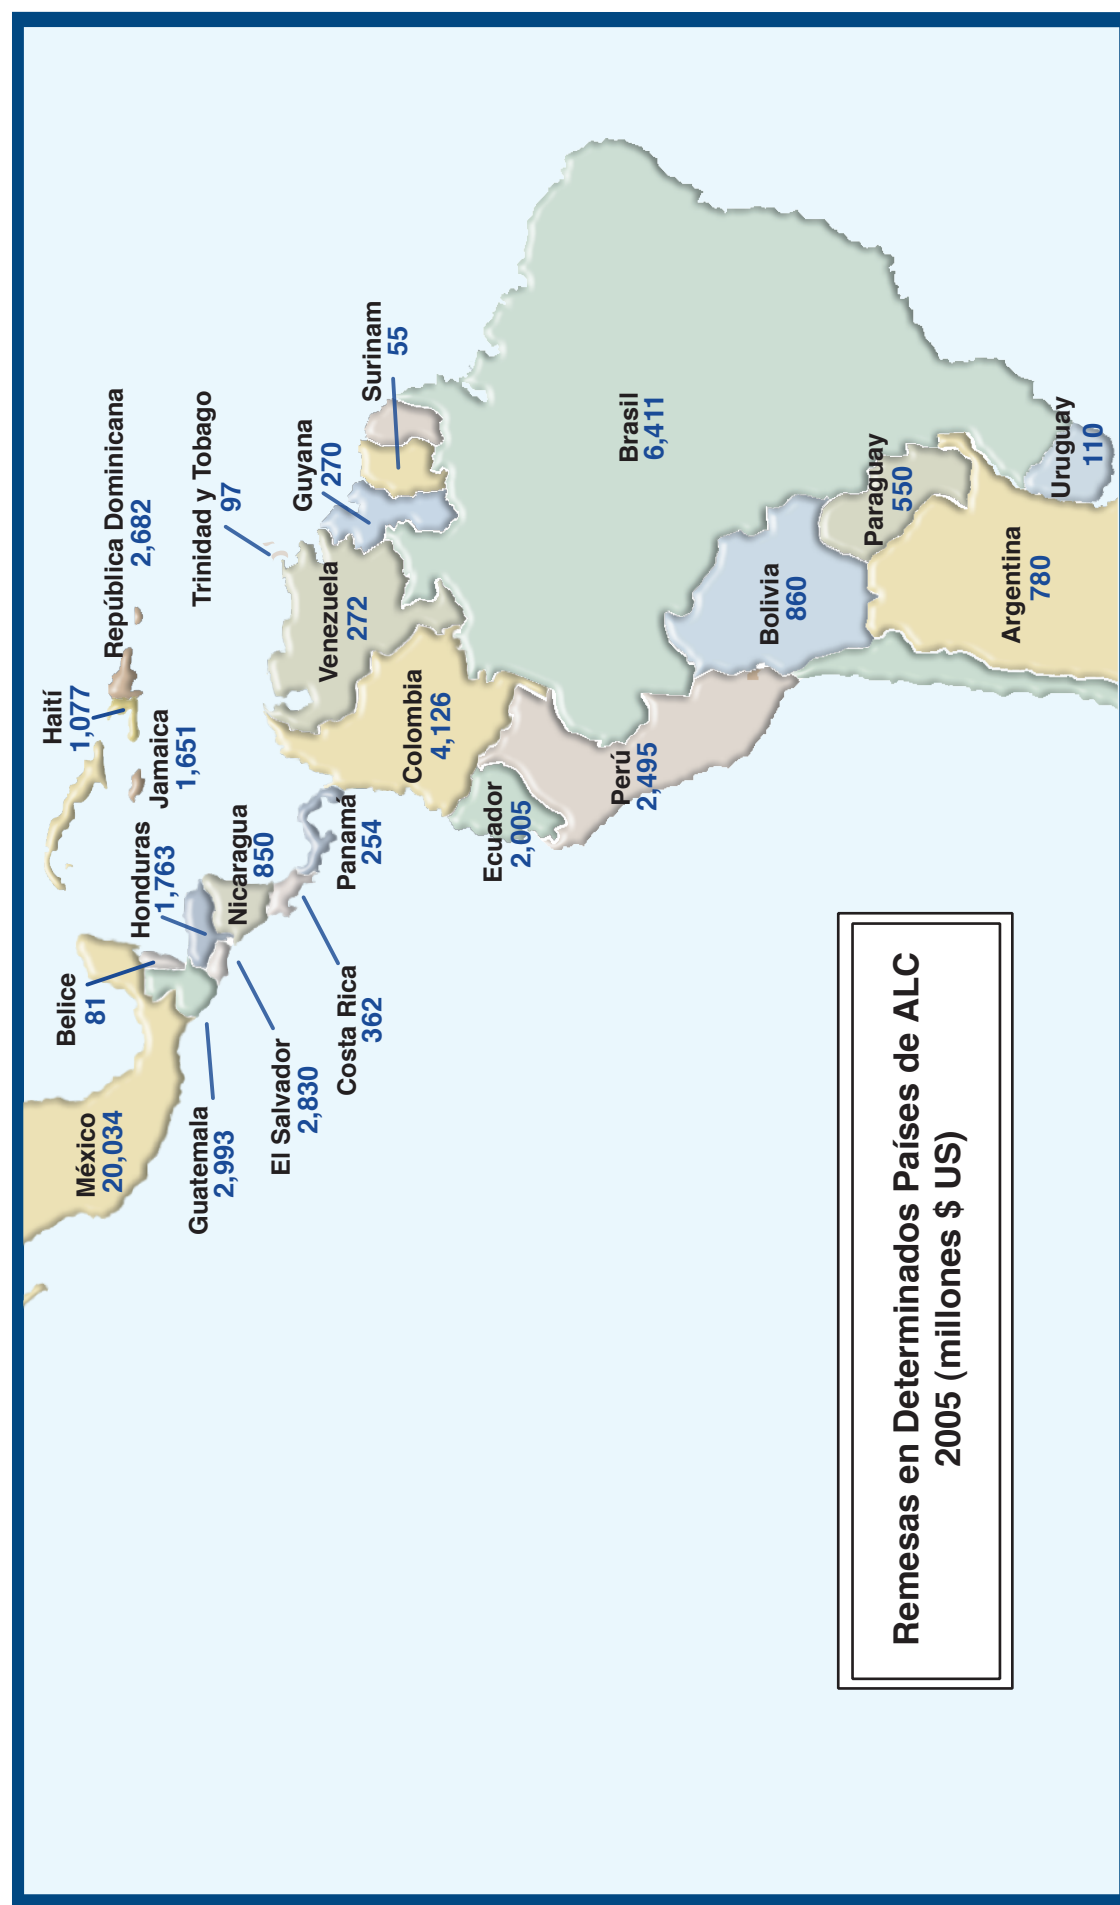 México
20,034
Belice
81
Guatemala
2,993
Honduras
1,763
El Salvador
2,830
Nicaragua
850
Costa Rica
362
Panamá
254
Haití
1,077
Jamaica
1,651
República Dominicana
2,682
Trinidad y Tobago
97
Venezuela
272
Guyana
270
Surinam
55
Colombia
4,126
Ecuador
2,005
Perú
2,495
Brasil
6,411
Bolivia
860
Paraguay
550
Argentina
780
Uruguay
110
Remesas en Determinados Países de ALC
2005 (millones $ US)